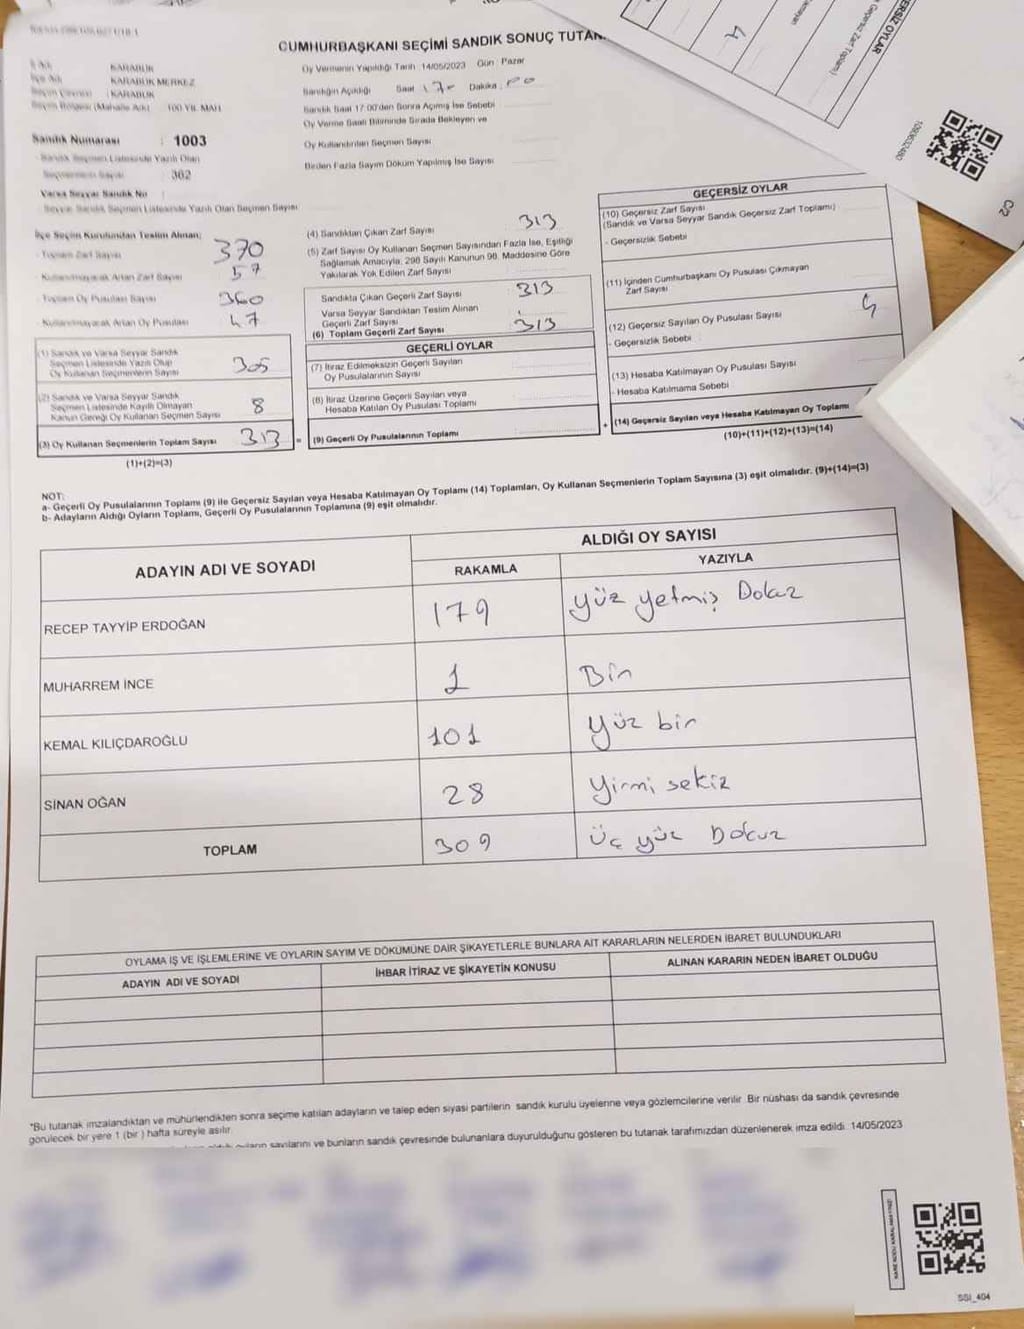 CUMHURBAŞKANI SEÇİMİ SANDIK SONUÇ
Oy Vermenin Yapıldığı Tarih 14/05/2023 Gün : Pazar
İl Adı : KARABÜK
İlçe Adı : KARABÜK MERKEZ
Seçim Çevresi : KARABÜK
Seçim Bölgesi (Mahalle Adı) : 100 YIL MAH.
Sandığın Açıldığı Saat 17 Dakika : 00
Sandık Saat 17:00'den Sonra Açımış İse Sebebi
Oy Verme Saati Bitiminde Sırada Bekleyen ve
Oy Kullandırılan Seçmen Sayısı
Birden Fazla Sayım Döküm Yapılmış İse Sayısı
Sandık Numarası : 1003
Sandık Seçmen Listesinde Yazılı Olan
Seçmenlerin Sayısı : 362
Varsa Seyyar Sandık No :
Seyyar Sandık Seçmen Listesinde Yazılı Olan Seçmen Sayısı
İlçe Seçim Kurulundan Teslim Alınan;
- Toplam Zarf Sayısı 370
- Kullanılmayarak Artan Zarf Sayısı 57
- Toplam Oy Pusulası Sayısı 360
- Kullanılmayarak Artan Oy Pusulası 47
(1) Sandık ve Varsa Seyyar Sandık
Seçmen Listesinde Yazılı Olup
Oy Kullanan Seçmenlerin Sayısı 305
(2) Sandık ve Varsa Seyyar Sandık
Seçmen Listesinde Kayıtlı Olmayan
Kanun Gereği Oy Kullanan Seçmen Sayısı 8
(3) Oy Kullanan Seçmenlerin Toplam Sayısı 313 =
(1)+(2)=(3)
(4) Sandıktan Çıkan Zarf Sayısı 313
(5) Zarf Sayısı Oy Kullanan Seçmen Sayısından Fazla İse, Eşitliği
Sağlamak Amacıyla, 298 Sayılı Kanunun 98. Maddesine Göre
Yakılarak Yok Edilen Zarf Sayısı
Sandıkta Çıkan Geçerli Zarf Sayısı : 313
Varsa Seyyar Sandıktan Teslim Alınan
Geçerli Zarf Sayısı :
(6) Toplam Geçerli Zarf Sayısı 313
GEÇERLİ OYLAR
(7) İtiraz Edilmeksizin Geçerli Sayılan
Oy Pusulalarının Sayısı
(8) İtiraz Üzerine Geçerli Sayılan veya
Hesaba Katılan Oy Pusulası Toplamı
(9) Geçerli Oy Pusulalarının Toplamı +
GEÇERSİZ OYLAR
(10) Geçersiz Zarf Sayısı
(Sandık ve Varsa Seyyar Sandık Geçersiz Zarf Toplamı)
- Geçersizlik Sebebi
(11) İçinden Cumhurbaşkanı Oy Pusulası Çıkmayan
Zarf Sayısı
(12) Geçersiz Sayılan Oy Pusulası Sayısı 4
- Geçersizlik Sebebi
(13) Hesaba Katılmayan Oy Pusulası Sayısı
- Hesaba Katılmama Sebebi
(14) Geçersiz Sayılan veya Hesaba Katılmayan Oy Toplamı
(10)+(11)+(12)+(13)=(14)
NOT:
a- Geçerli Oy Pusulalarının Toplamı (9) ile Geçersiz Sayılan veya Hesaba Katılmayan Oy Toplamı (14) Toplamları, Oy Kullanan Seçmenlerin Toplam Sayısına (3) eşit olmalıdır. (9)+(14)=(3)
b- Adayların Aldığı Oyların Toplamı, Geçerli Oy Pusulalarının Toplamına (9) eşit olmalıdır.
ADAYIN ADI VE SOYADI
ALDIĞI OY SAYISI
RAKAMLA YAZIYLA
RECEP TAYYİP ERDOĞAN 179 yüz yetmiş Dokuz
MUHARREM İNCE 1 Bin
KEMAL KILIÇDAROĞLU 101 yüz bir
SİNAN OĞAN 28 yirmi sekiz
TOPLAM 309 üç yüz Dokuz
OYLAMA İŞ VE İŞLEMLERİNE VE OYLARIN SAYIM VE DÖKÜMÜNE DAİR ŞİKAYETLERLE BUNLARA AİT KARARLARIN NELERDEN İBARET BULUNDUKLARI
ADAYIN ADI VE SOYADI İHBAR İTİRAZ VE ŞİKAYETİN KONUSU ALINAN KARARIN NEDEN İBARET OLDUĞU
*Bu tutanak imzalandıktan ve mühürlendikten sonra seçime katılan adayların ve talep eden siyasi partilerin sandık kurulu üyelerine veya gözlemcilerine verilir. Bir nüshası da sandık çevresinde
görülecek bir yere 1 (bir ) hafta süreyle asılır.
sayılarını ve bunların sandık çevresinde bulunanlara duyurulduğunu gösteren bu tutanak tarafımızdan düzenlenerek imza edildi. 14/05/2023
KARE KODU KARALAMAYINIZ!
SSI_404
1093632480
C/2
4
OYLAR